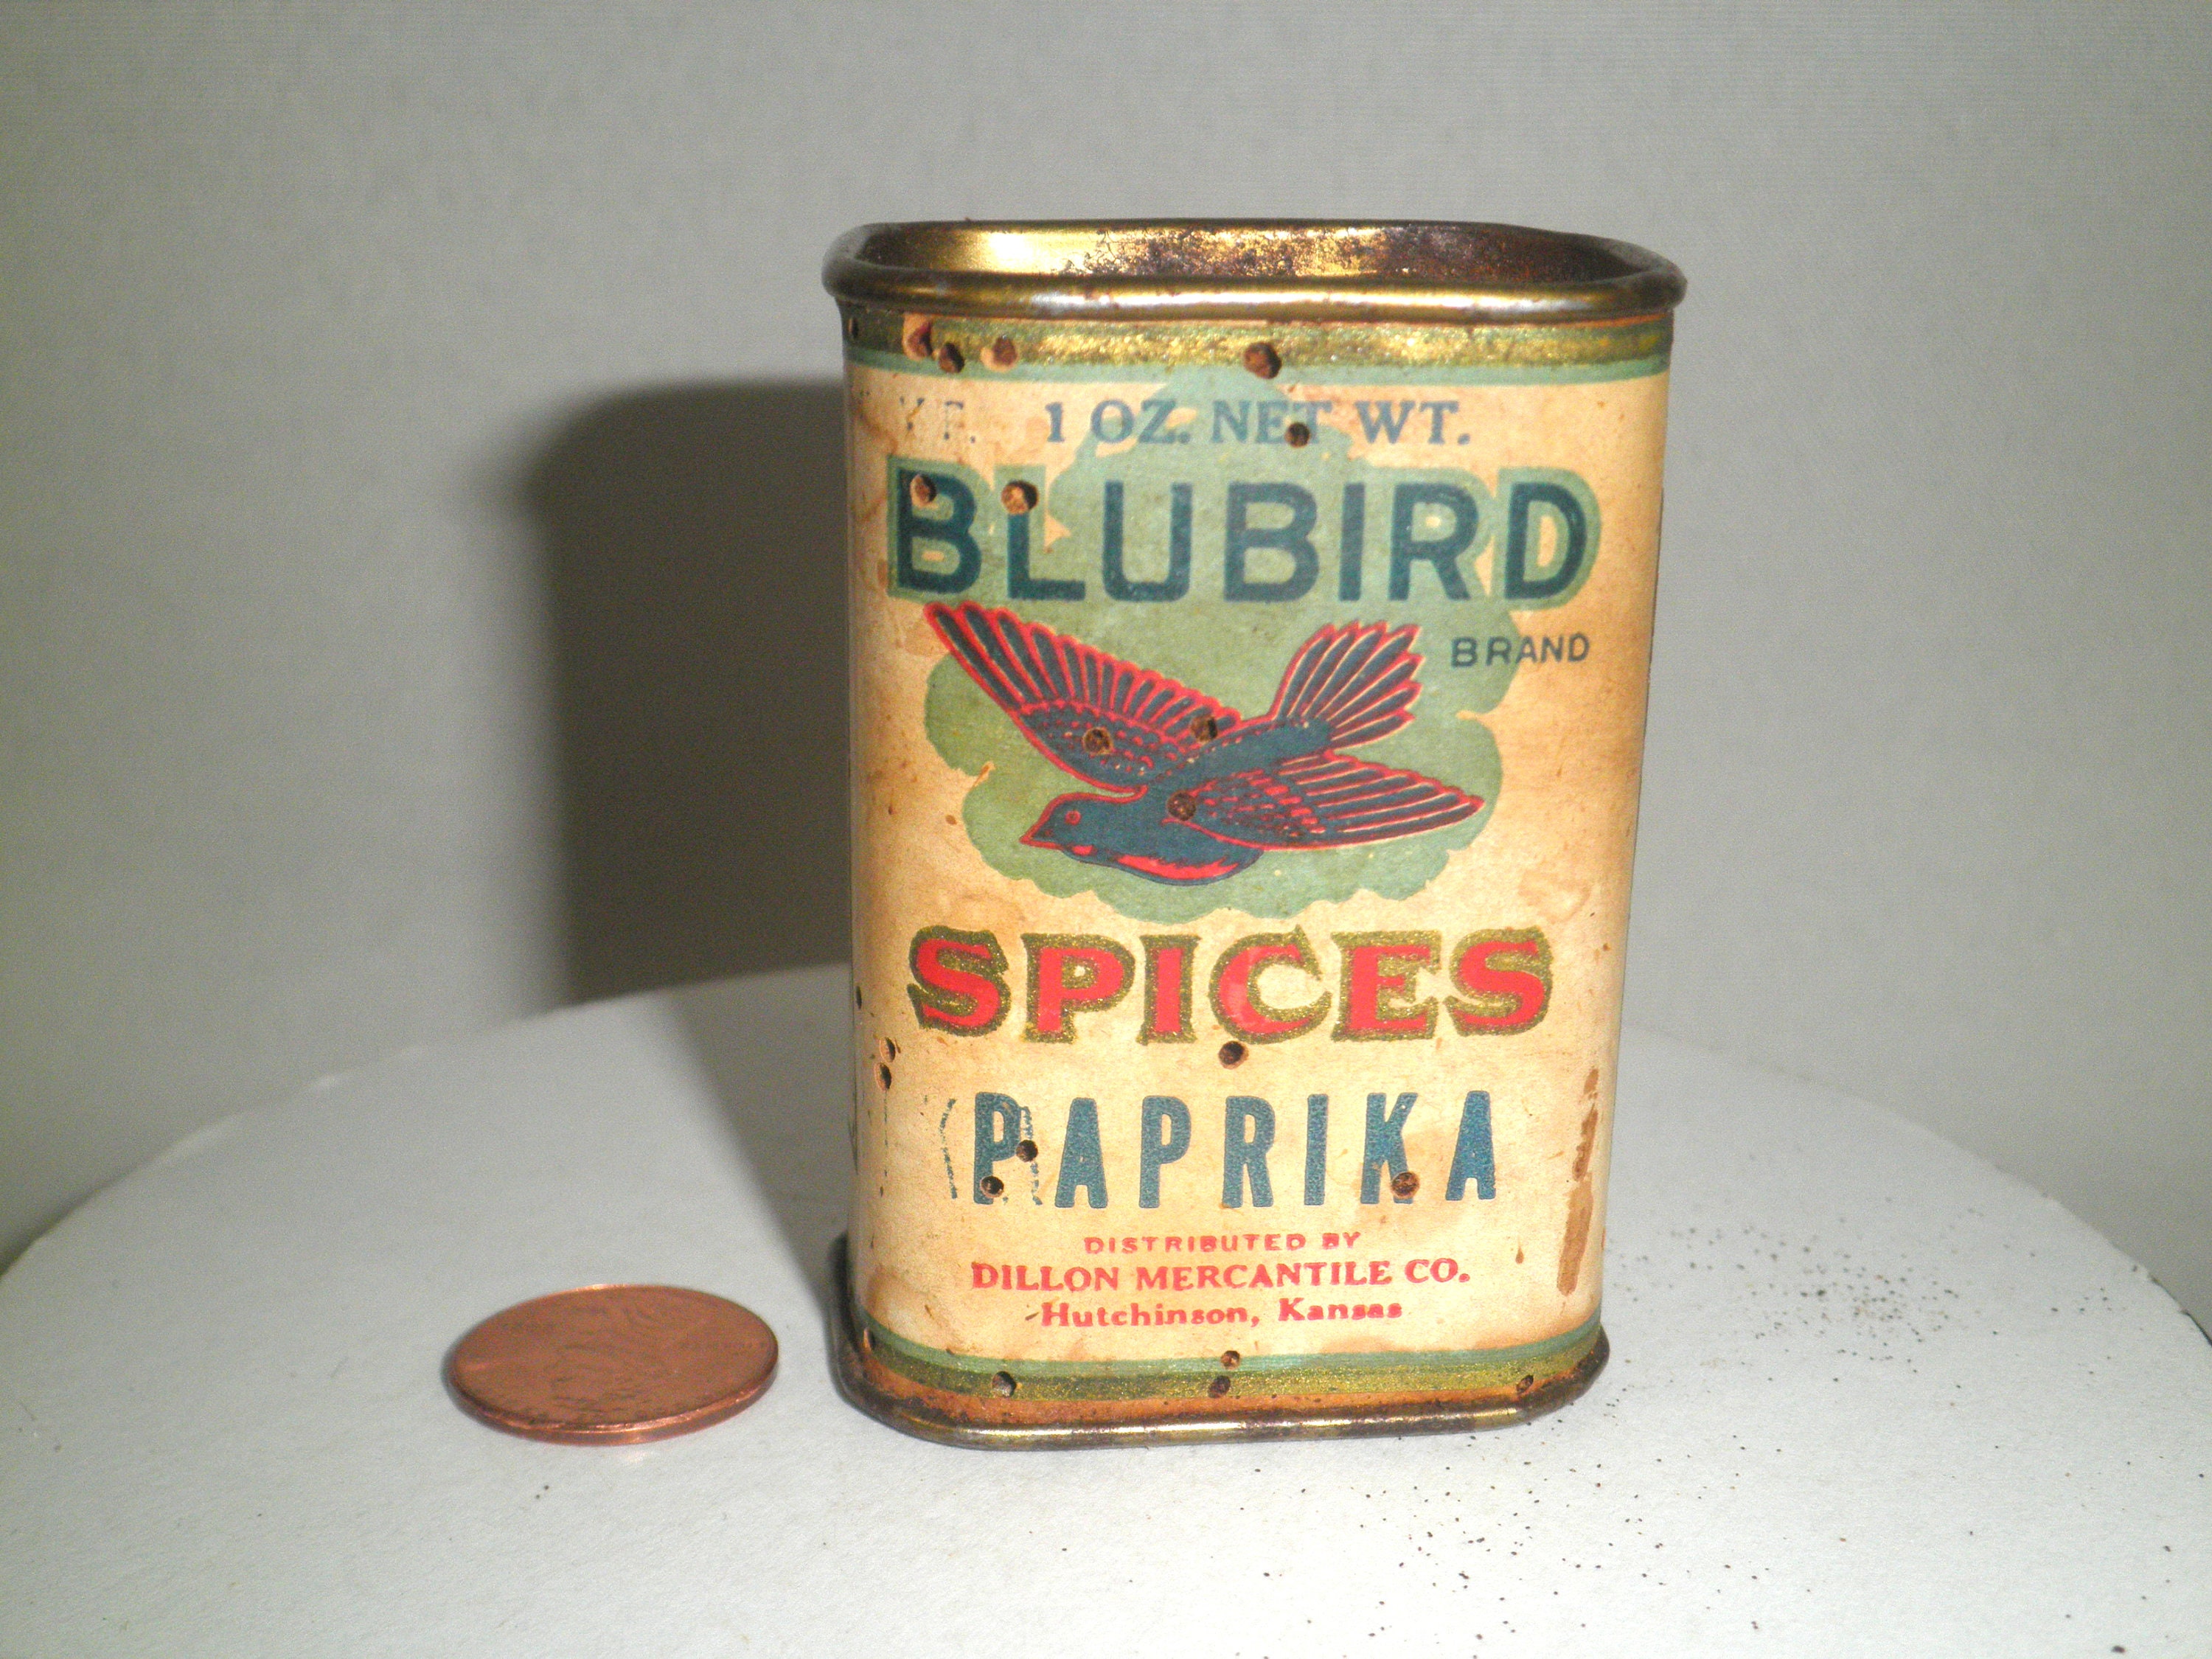 1 OZ. NET WT.
BLUBIRD
BRAND
SPICES
PAPRIKA
DISTRIBUTED BY
DILLON MERCANTILE CO.
Hutchinson, Kansas